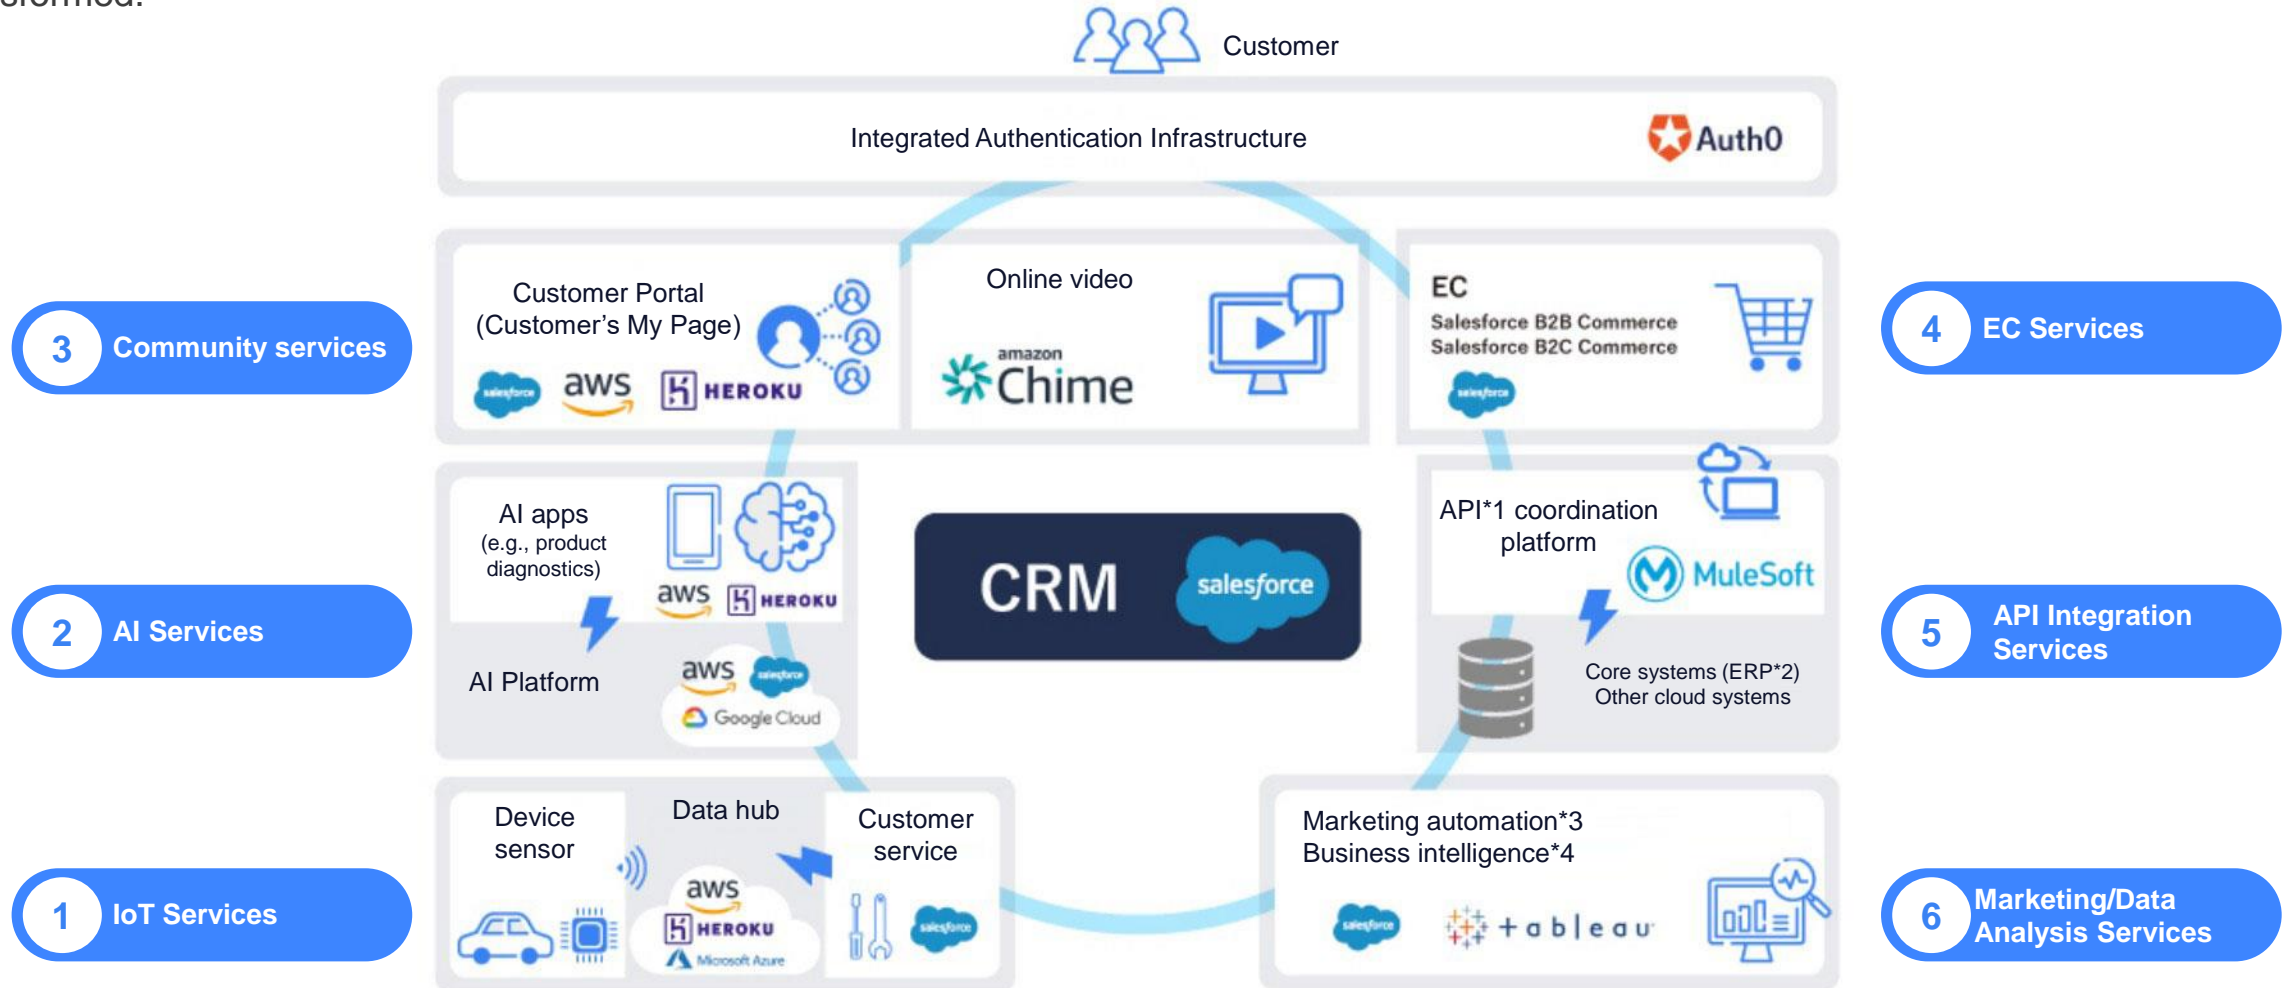 sformed.
Customer
Integrated Authentication Infrastructure
Auth0
3 Community services
Customer Portal
(Customer's My Page)
salesforce
aws
HEROKU
Online video
amazon
Chime
EC
Salesforce B2B Commerce
Salesforce B2C Commerce
salesforce
4 EC Services
2 AI Services
AI apps
(e.g., product
diagnostics)
aws
HEROKU
AI Platform
aws
salesforce
Google Cloud
CRM
salesforce
API*1 coordination
platform
MuleSoft
Core systems (ERP*2)
Other cloud systems
5 API Integration
Services
1 IoT Services
Device
sensor
Data hub
aws
HEROKU
Microsoft Azure
Customer
service
salesforce
Marketing automation*3
Business intelligence*4
salesforce
+ableau
6 Marketing/Data
Analysis Services